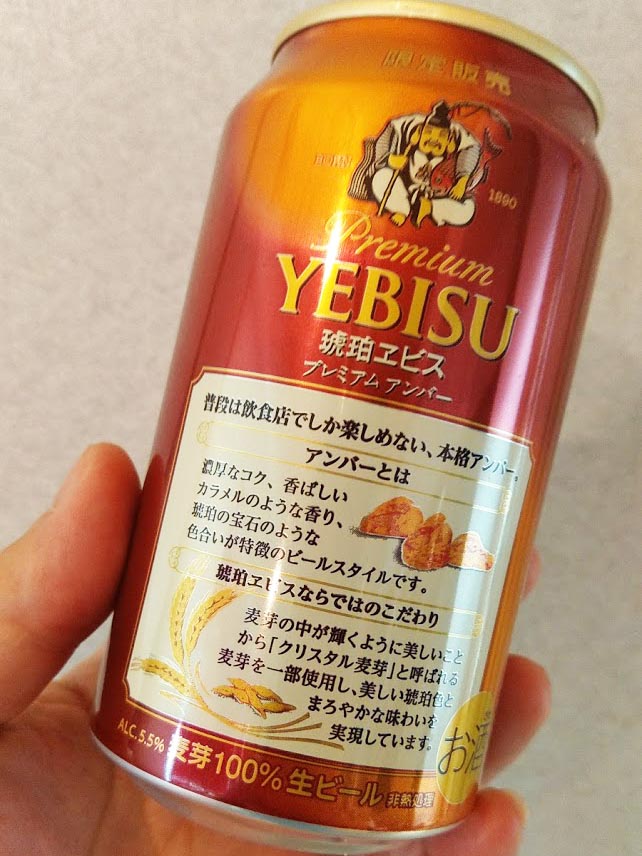 限定販売
1890
Premium
YEBISU
琥珀ヱビス
プレミアム アンバー
普段は飲食店でしか楽しめない、本格アンバー。
アンバーとは
濃厚なコク、香ばしい
カラメルのような香り、
琥珀の宝石のような
色合いが特徴のビールスタイルです。
琥珀ヱビスならではのこだわり
麦芽の中が輝くように美しいこと
から「クリスタル麦芽」と呼ばれる
麦芽を一部使用し、美しい琥珀色と
まろやかな味わいを
実現しています。
お酒
ALC.5.5% 麦芽100% 生ビール 非熱処理